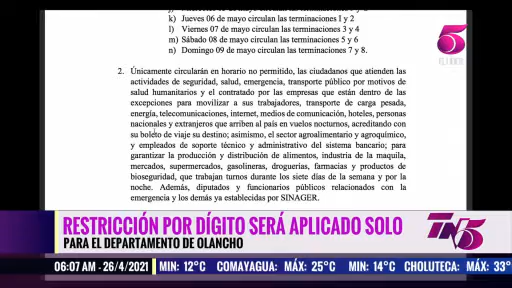 k) Jueves 06 de mayo circulan las terminaciones 1 y 2
l) Viernes 07 de mayo circulan las terminaciones 3 y 4
m) Sábado 08 de mayo circulan las terminaciones 5 y 6
n) Domingo 09 de mayo circulan las terminaciones 7 y 8.
2. Únicamente circularán en horario no permitido, las ciudadanos que atienden las
actividades de seguridad, salud, emergencia, transporte público por motivos de
salud humanitarios y el contratado por las empresas que están dentro de las
excepciones para movilizar a sus trabajadores, transporte de carga pesada,
energía, telecomunicaciones, internet, medios de comunicación, hoteles, personas
nacionales y extranjeros que arriben al país en vuelos nocturnos, acreditando con
su boleto de viaje su destino; asimismo, el sector agroalimentario y agroquímico,
y empleados de soporte técnico y administrativo del sistema bancario; para
garantizar la producción y distribución de alimentos, industria de la maquila,
mercados, supermercados, gasolineras, droguerías, farmacias y productos de
bioseguridad, que trabajan turnos durante los siete días de la semana y por la
noche. Además, diputados y funcionarios públicos relacionados con la
emergencia y los demás ya establecidas por SINAGER.
5
RESTRICCIÓN POR DÍGITO SERÁ APLICADO SOLO
PARA EL DEPARTAMENTO DE OLANCHO
TN5
06:07 AM - 26/4/2021 MIN: 12°C COMAYAGUA: MÁX: 25°C MIN: 14°C CHOLUTECA: MÁX: 33°